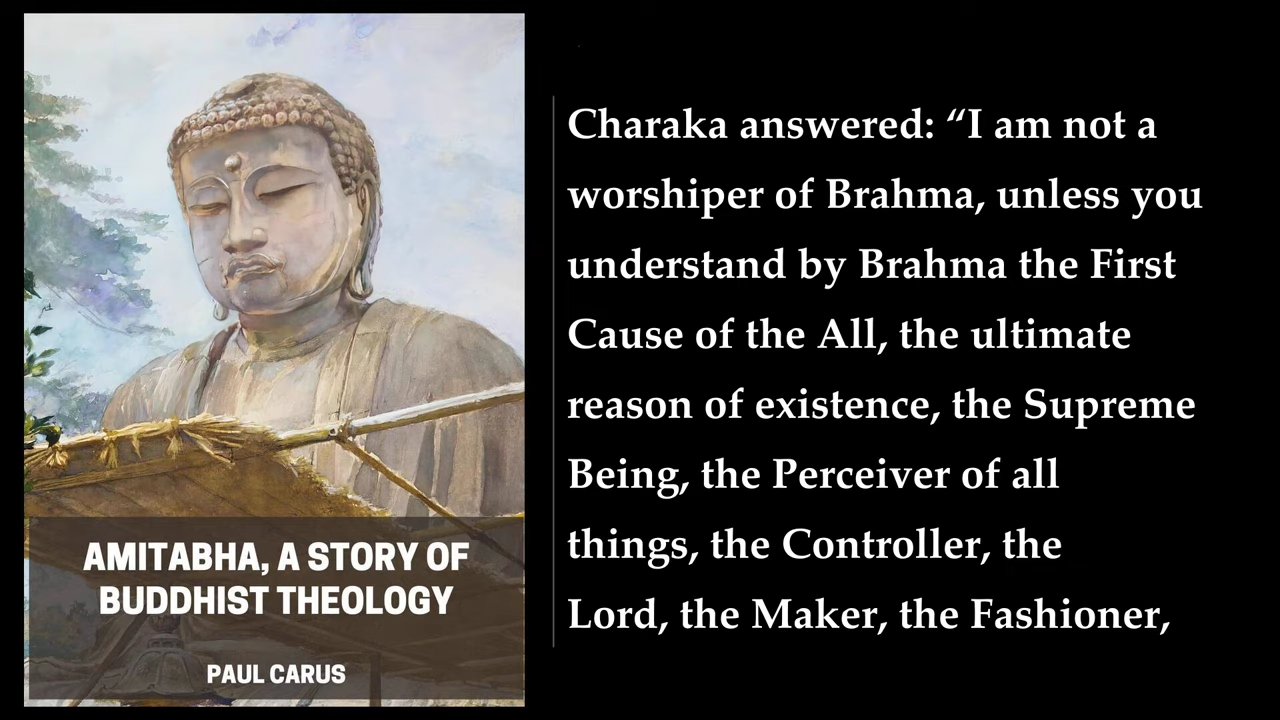 AMITABHA, A STORY OF
BUDDHIST THEOLOGY
PAUL CARUS
Charaka answered: “I am not a
worshiper of Brahma, unless you
understand by Brahma the First
Cause of the All, the ultimate
reason of existence, the Supreme
Being, the Perceiver of all
things, the Controller, the
Lord, the Maker, the Fashioner,